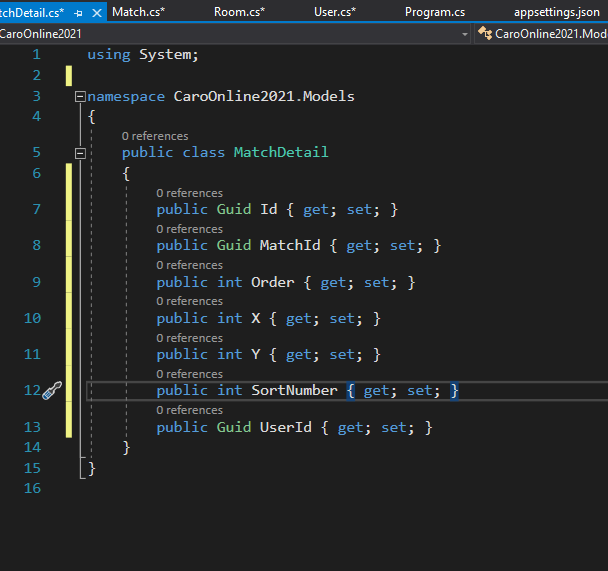 tchDetail.cs* Match.cs* Room.cs* User.cs* Program.cs appsettings.json
CaroOnline2021 CaroOnline2021.Mod
1 using System;
2
3 namespace CaroOnline2021.Models
4 {
0 references
5 public class MatchDetail
6 {
0 references
7 public Guid Id { get; set; }
0 references
8 public Guid MatchId { get; set; }
0 references
9 public int Order { get; set; }
0 references
10 public int X { get; set; }
0 references
11 public int Y { get; set; }
0 references
12 public int SortNumber { get; set; }
0 references
13 public Guid UserId { get; set; }
14 }
15 }
16